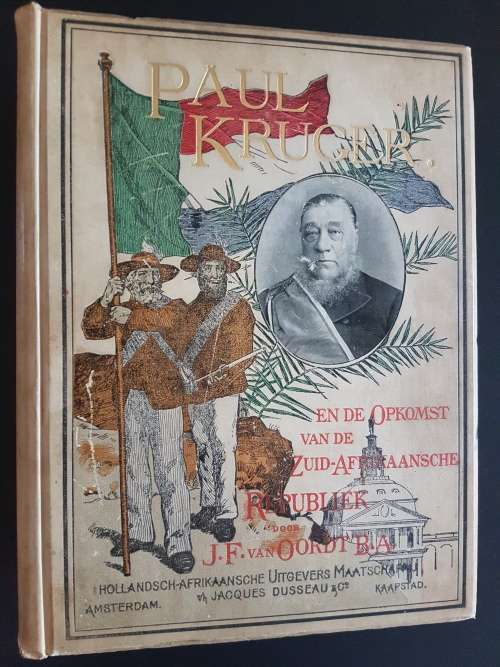 PAUL
KRUGER.
EN DE OPKOMST
VAN DE
ZUID-AFRIKAANSCHE
REPUBLIEK
DOOR
J.F. VAN OORDT B.A.
HOLLANDSCH-AFRIKAANSCHE UITGEVERS MAATSCHAPPIJ
v/h JACQUES DUSSEAU & Co
AMSTERDAM. KAAPSTAD.